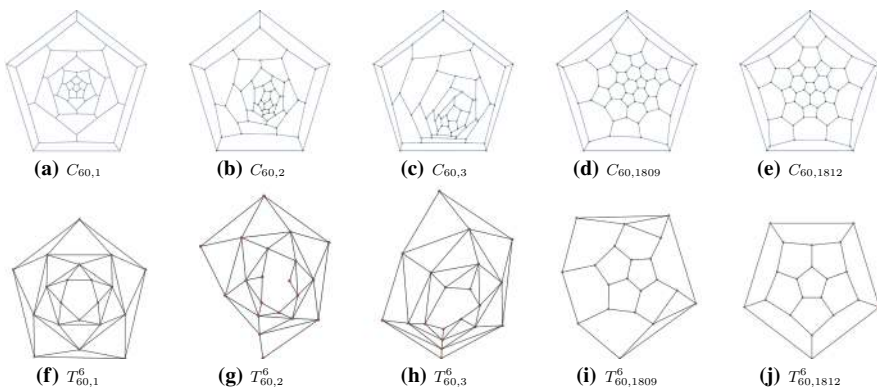 (a) C60,1 (b) C60,2 (c) C60,3 (d) C60,1809 (e) C60,1812
(f) T⁶60,1 (g) T⁶60,2 (h) T⁶60,3 (i) T⁶60,1809 (j) T⁶60,1812